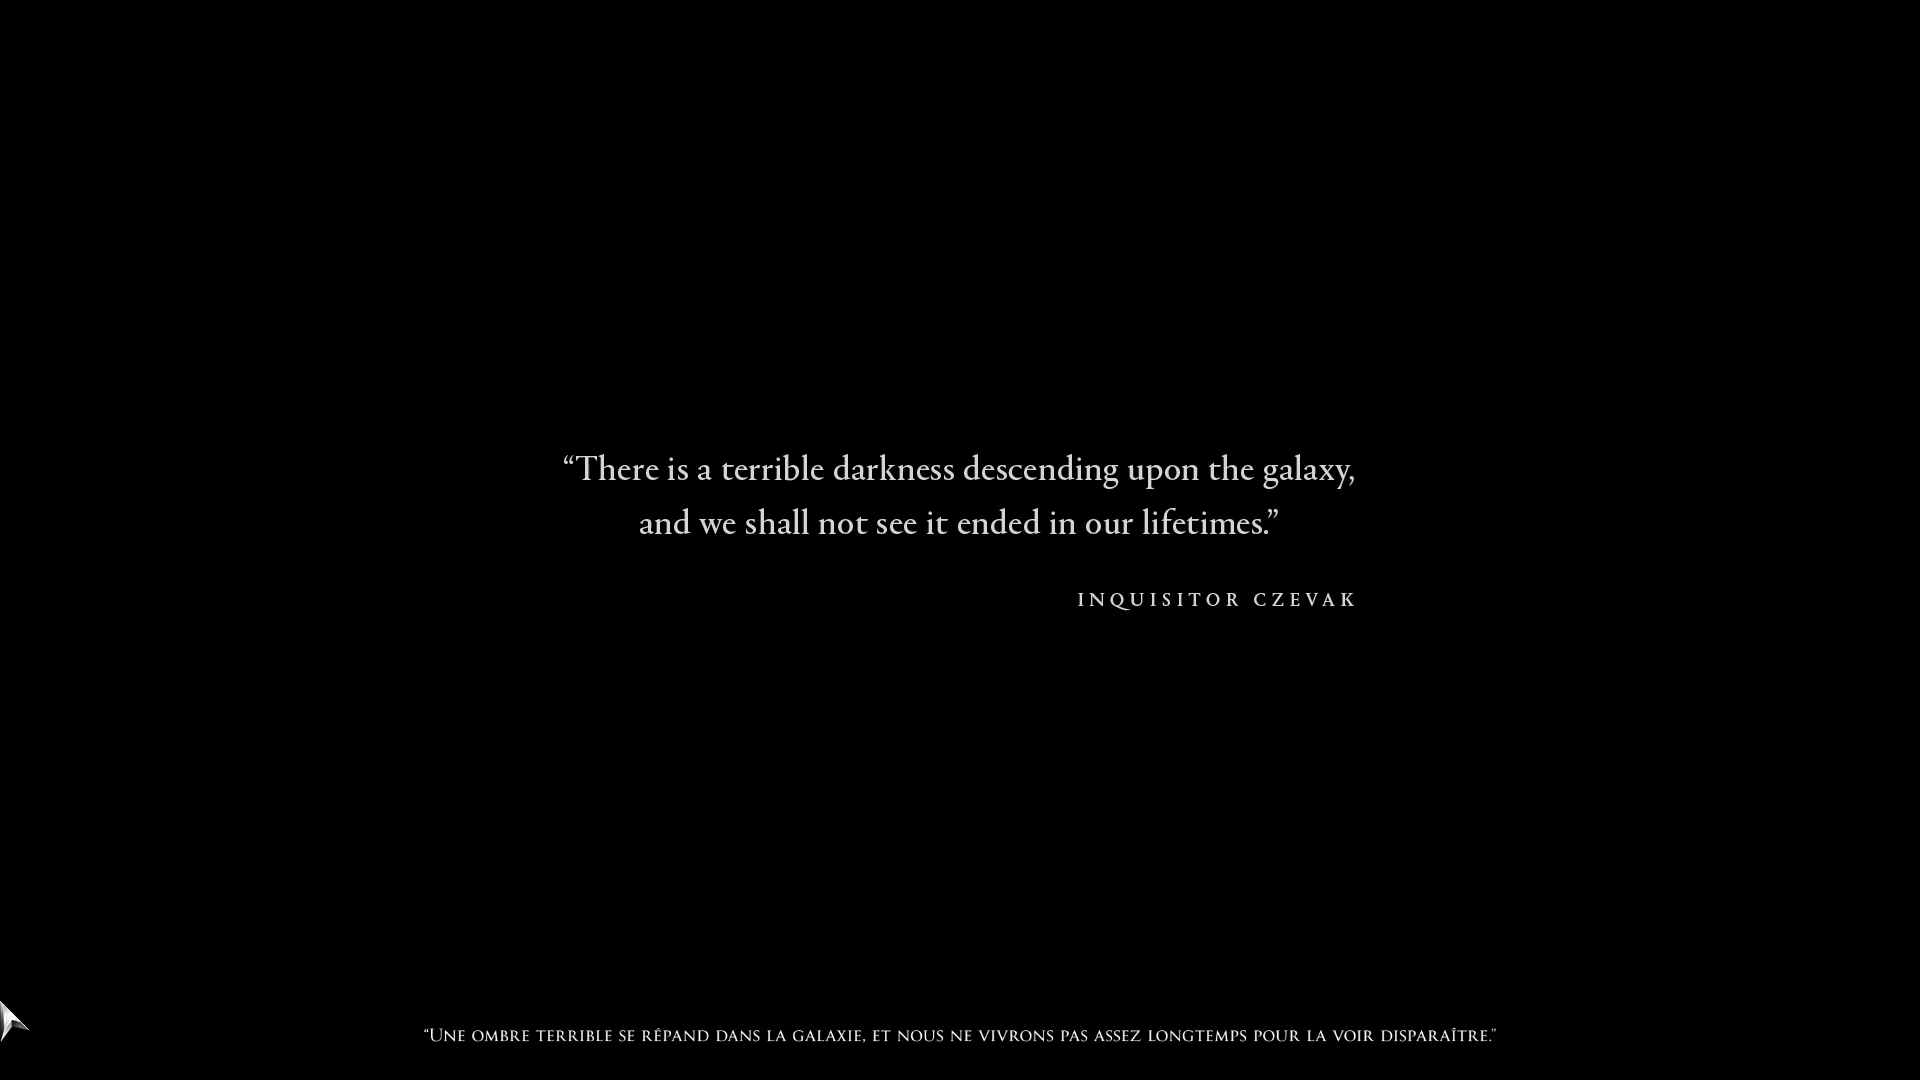 “There is a terrible darkness descending upon the galaxy,
and we shall not see it ended in our lifetimes.”
INQUISITOR CZEVAK
“Une ombre terrible se répand dans la galaxie, et nous ne vivrons pas assez longtemps pour la voir disparaître.”